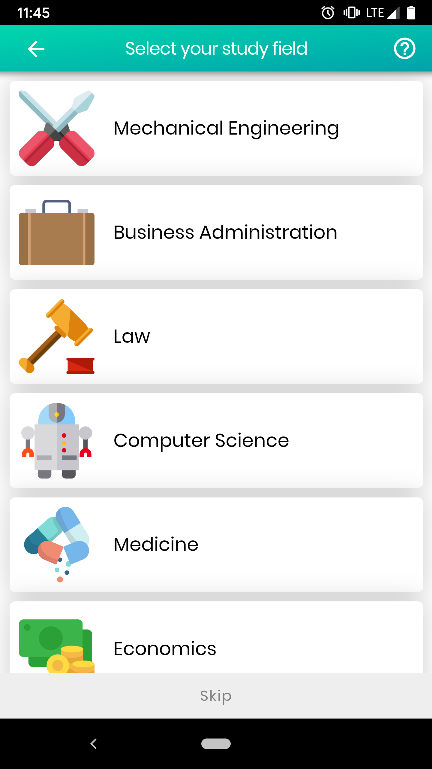 11:45
LTE
Select your study field
Mechanical Engineering
Business Administration
Law
Computer Science
Medicine
Economics
Skip